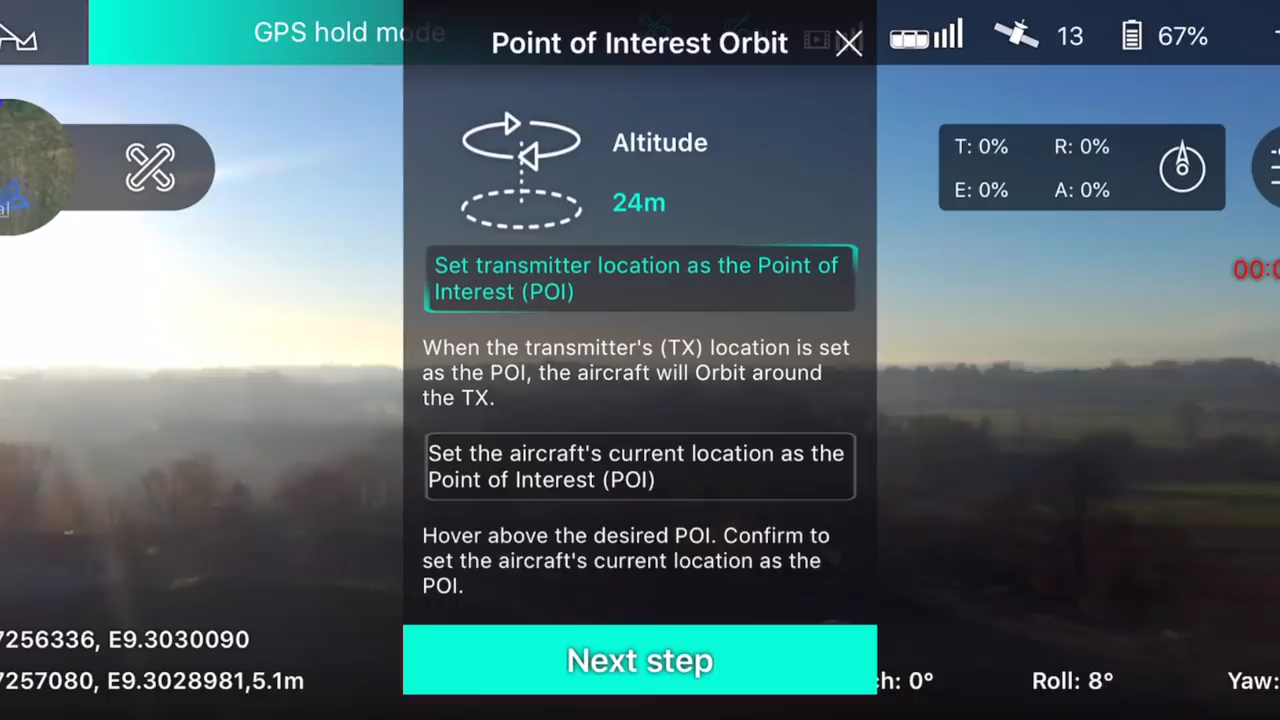 GPS hold mode
Point of Interest Orbit
13
67%
Altitude
24m
T: 0% R: 0%
E: 0% A: 0%
Set transmitter location as the Point of
Interest (POI)
When the transmitter's (TX) location is set
as the POI, the aircraft will Orbit around
the TX.
Set the aircraft's current location as the
Point of Interest (POI)
Hover above the desired POI. Confirm to
set the aircraft's current location as the
POI.
7256336, E9.3030090
7257080, E9.3028981,5.1m
Next step
ch: 0° Roll: 8° Yaw: